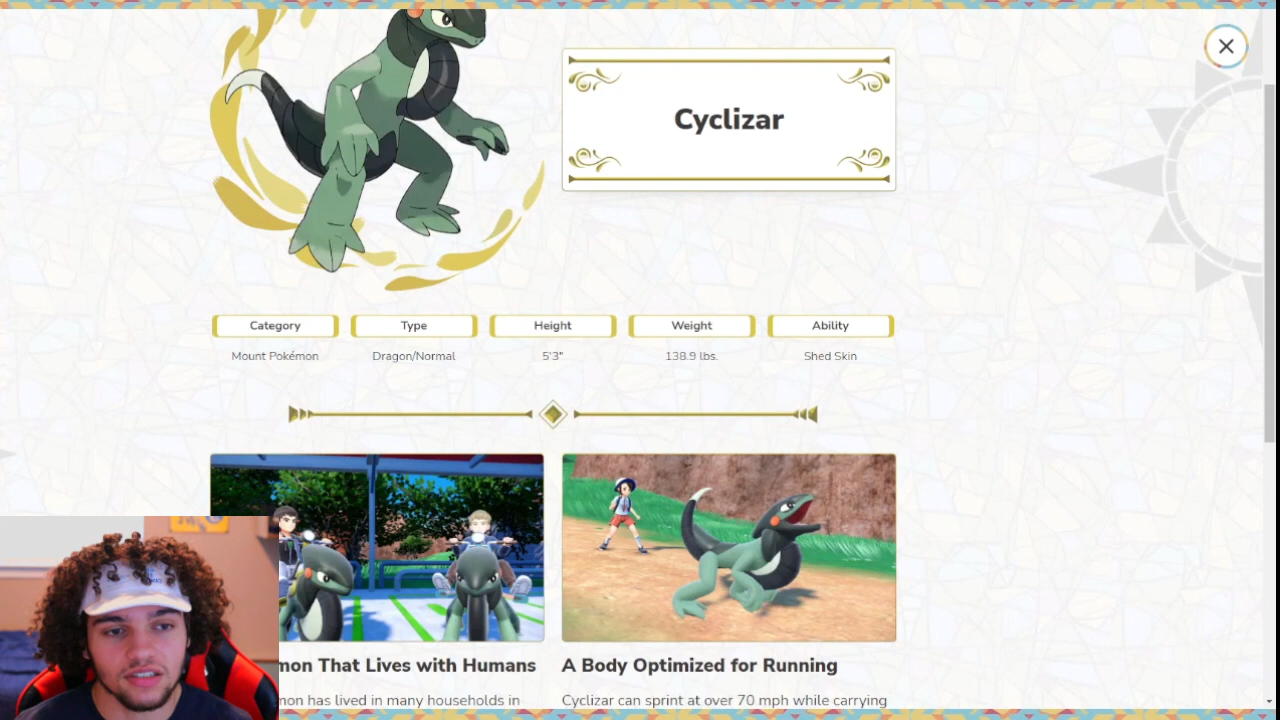 Cyclizar
Category
Type
Height
Weight
Ability
Mount Pokémon
Dragon/Normal
5'3"
138.9 lbs.
Shed Skin
mon That Lives with Humans
non has lived in many households in
A Body Optimized for Running
Cyclizar can sprint at over 70 mph while carrying